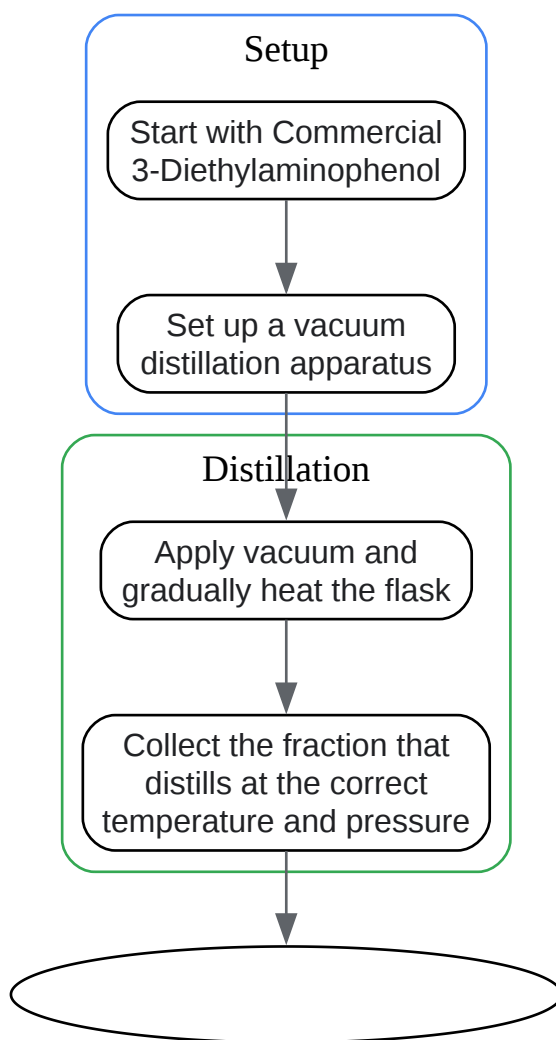 Setup
Start with Commercial
3-Diethylaminophenol
Set up a vacuum
distillation apparatus
Distillation
Apply vacuum and
gradually heat the flask
Collect the fraction that
distills at the correct
temperature and pressure